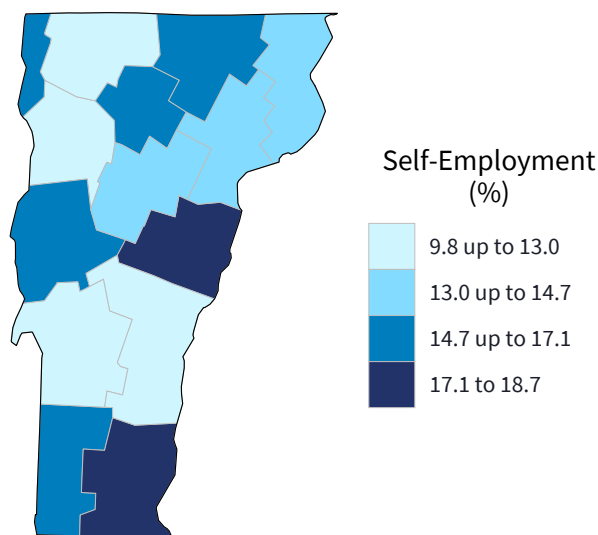 Self-Employment
(%)
9.8 up to 13.0
13.0 up to 14.7
14.7 up to 17.1
17.1 to 18.7